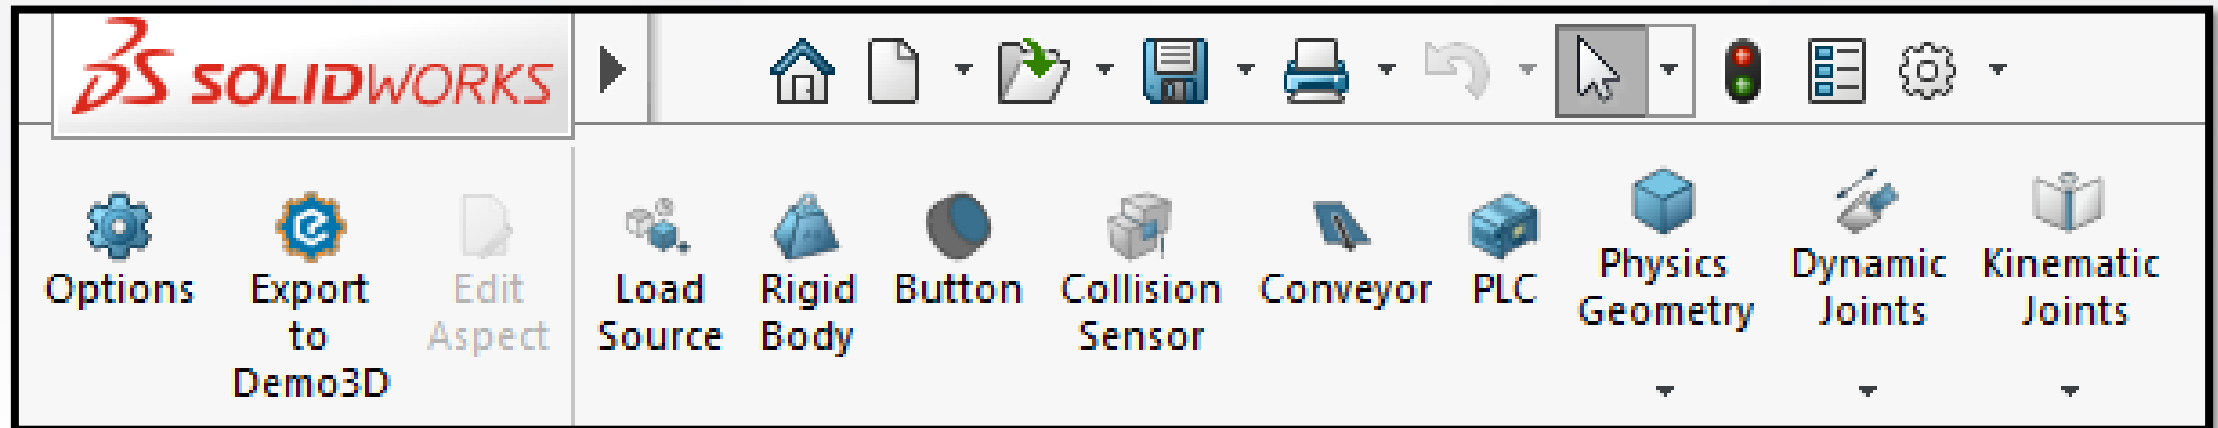 SOLIDWORKS
Options
Export
to
Demo3D
Edit
Aspect
Load
Source
Rigid
Body
Button
Collision
Sensor
Conveyor
PLC
Physics
Geometry
Dynamic
Joints
Kinematic
Joints